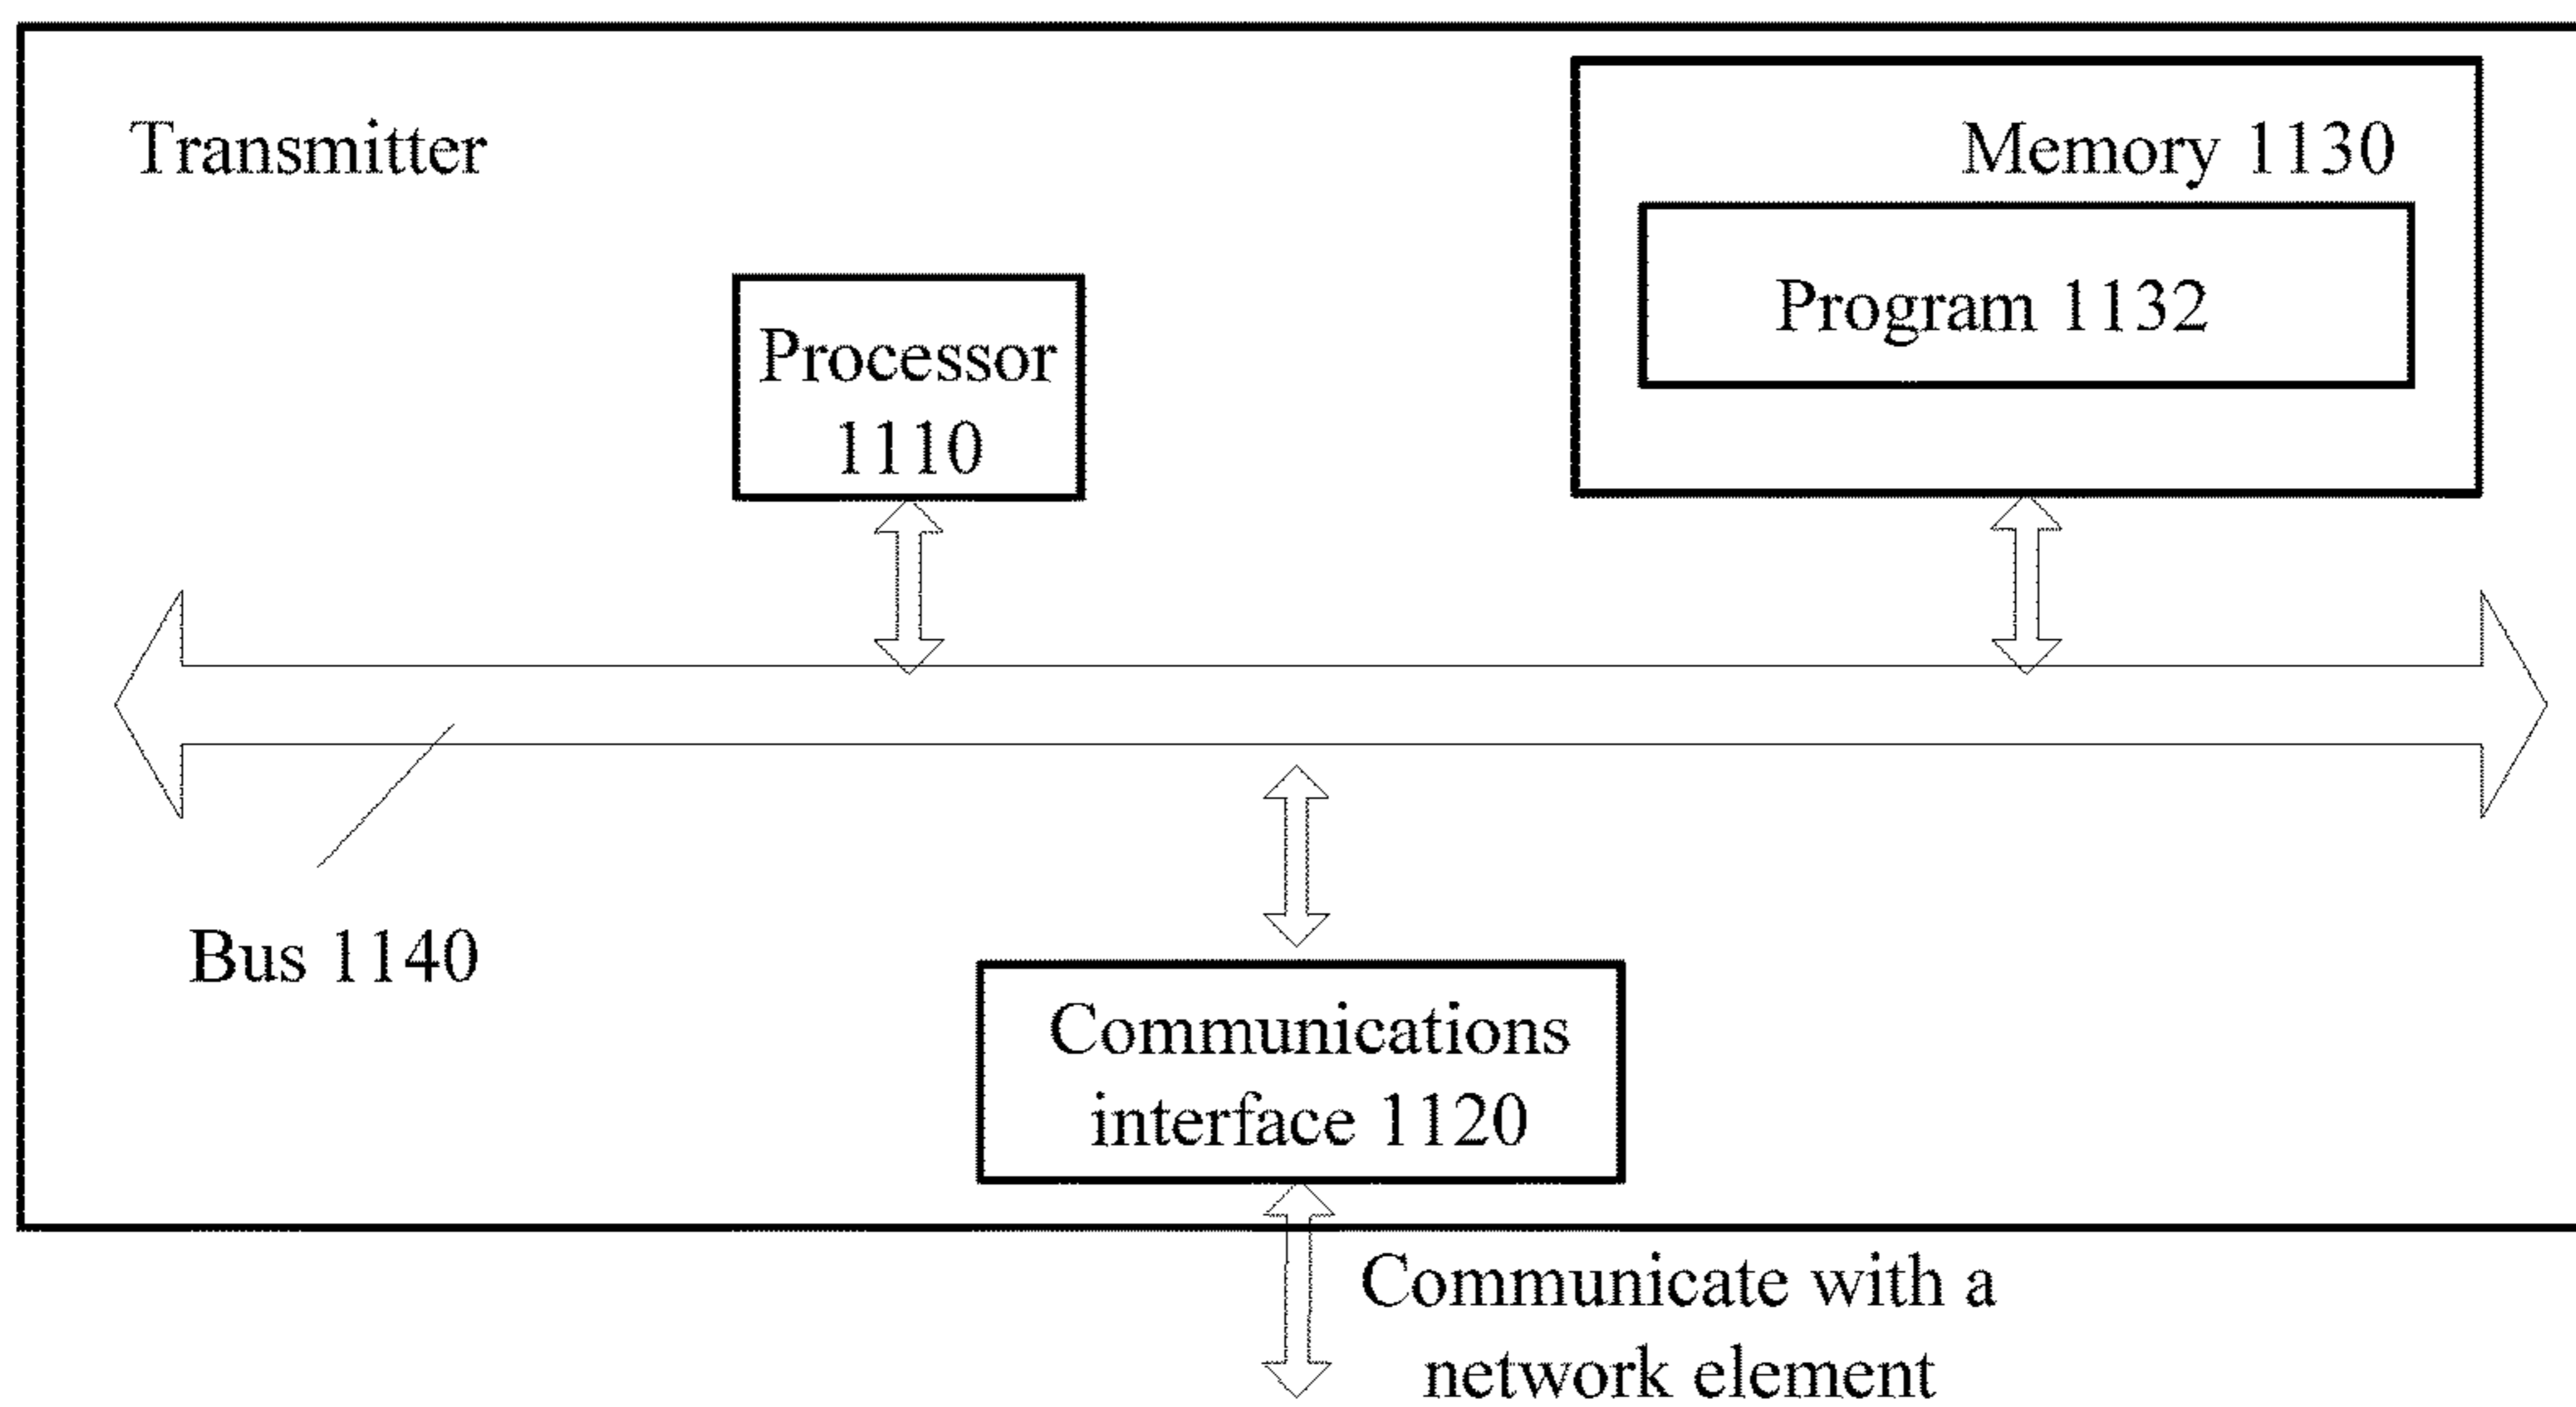 Transmitter
Memory 1130
Program 1132
Processor
1110
Bus 1140
Communications
interface 1120
Communicate with a
network element